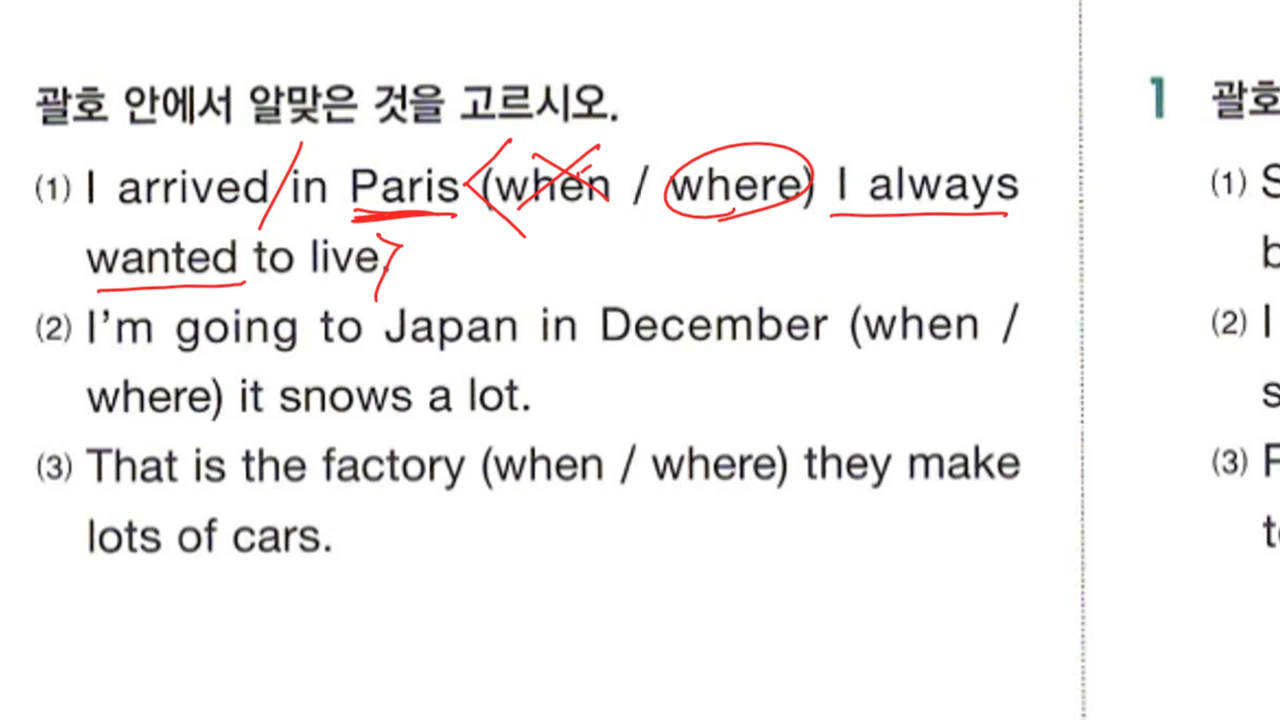 괄호 안에서 알맞은 것을 고르시오.
(1) I arrived in Paris (when / where) I always
wanted to live.
(2) I'm going to Japan in December (when /
where) it snows a lot.
(3) That is the factory (when / where) they make
lots of cars.
1 괄호
(1) S
b
(2) I
s
(3) F
t